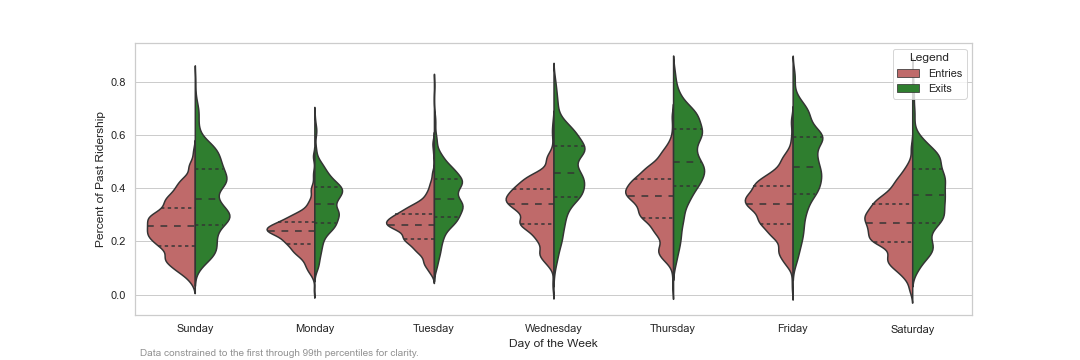 Legend
Entries
Exits
Percent of Past Ridership
0.8
0.6
0.4
0.2
0.0
Sunday
Monday
Tuesday
Wednesday
Thursday
Friday
Saturday
Day of the Week
Data constrained to the first through 99th percentiles for clarity.